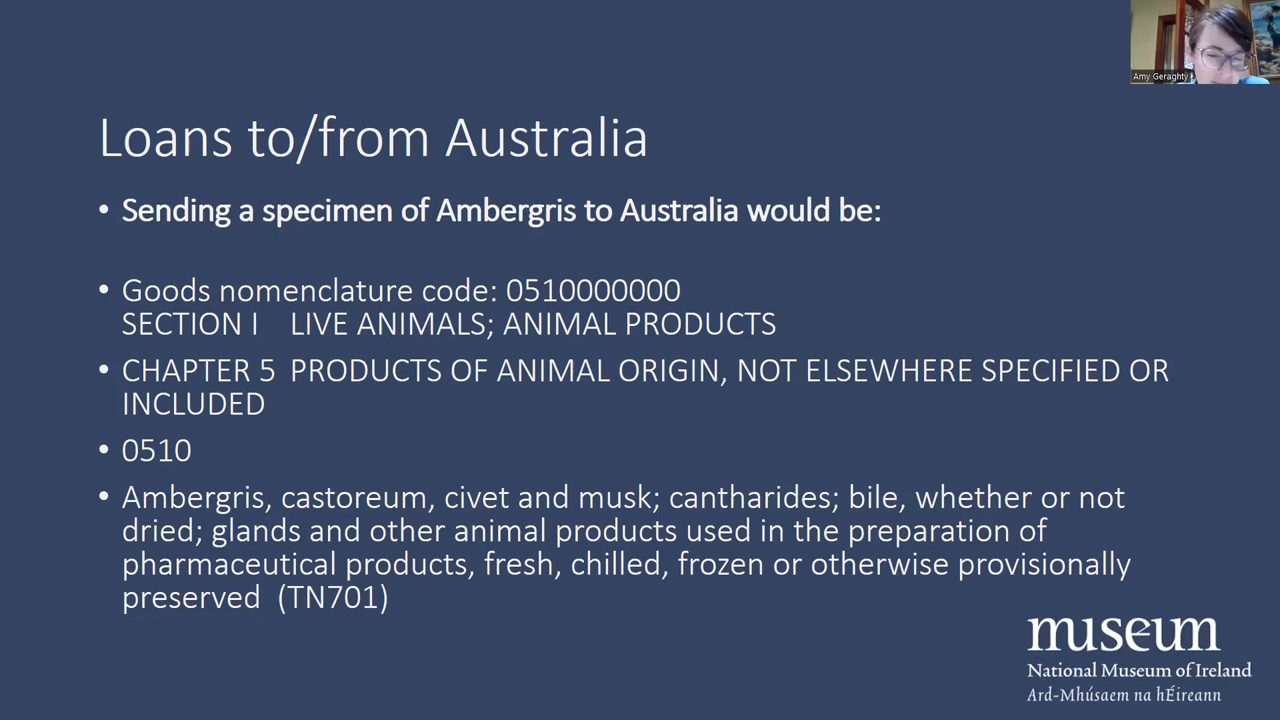 Amy Geraghty
Loans to/from Australia
• Sending a specimen of Ambergris to Australia would be:
• Goods nomenclature code: 0510000000
SECTION I LIVE ANIMALS; ANIMAL PRODUCTS
• CHAPTER 5 PRODUCTS OF ANIMAL ORIGIN, NOT ELSEWHERE SPECIFIED OR
INCLUDED
• 0510
• Ambergris, castoreum, civet and musk; cantharides; bile, whether or not
dried; glands and other animal products used in the preparation of
pharmaceutical products, fresh, chilled, frozen or otherwise provisionally
preserved (TN701)
museum
National Museum of Ireland
Ard-Mhúsaem na hÉireann